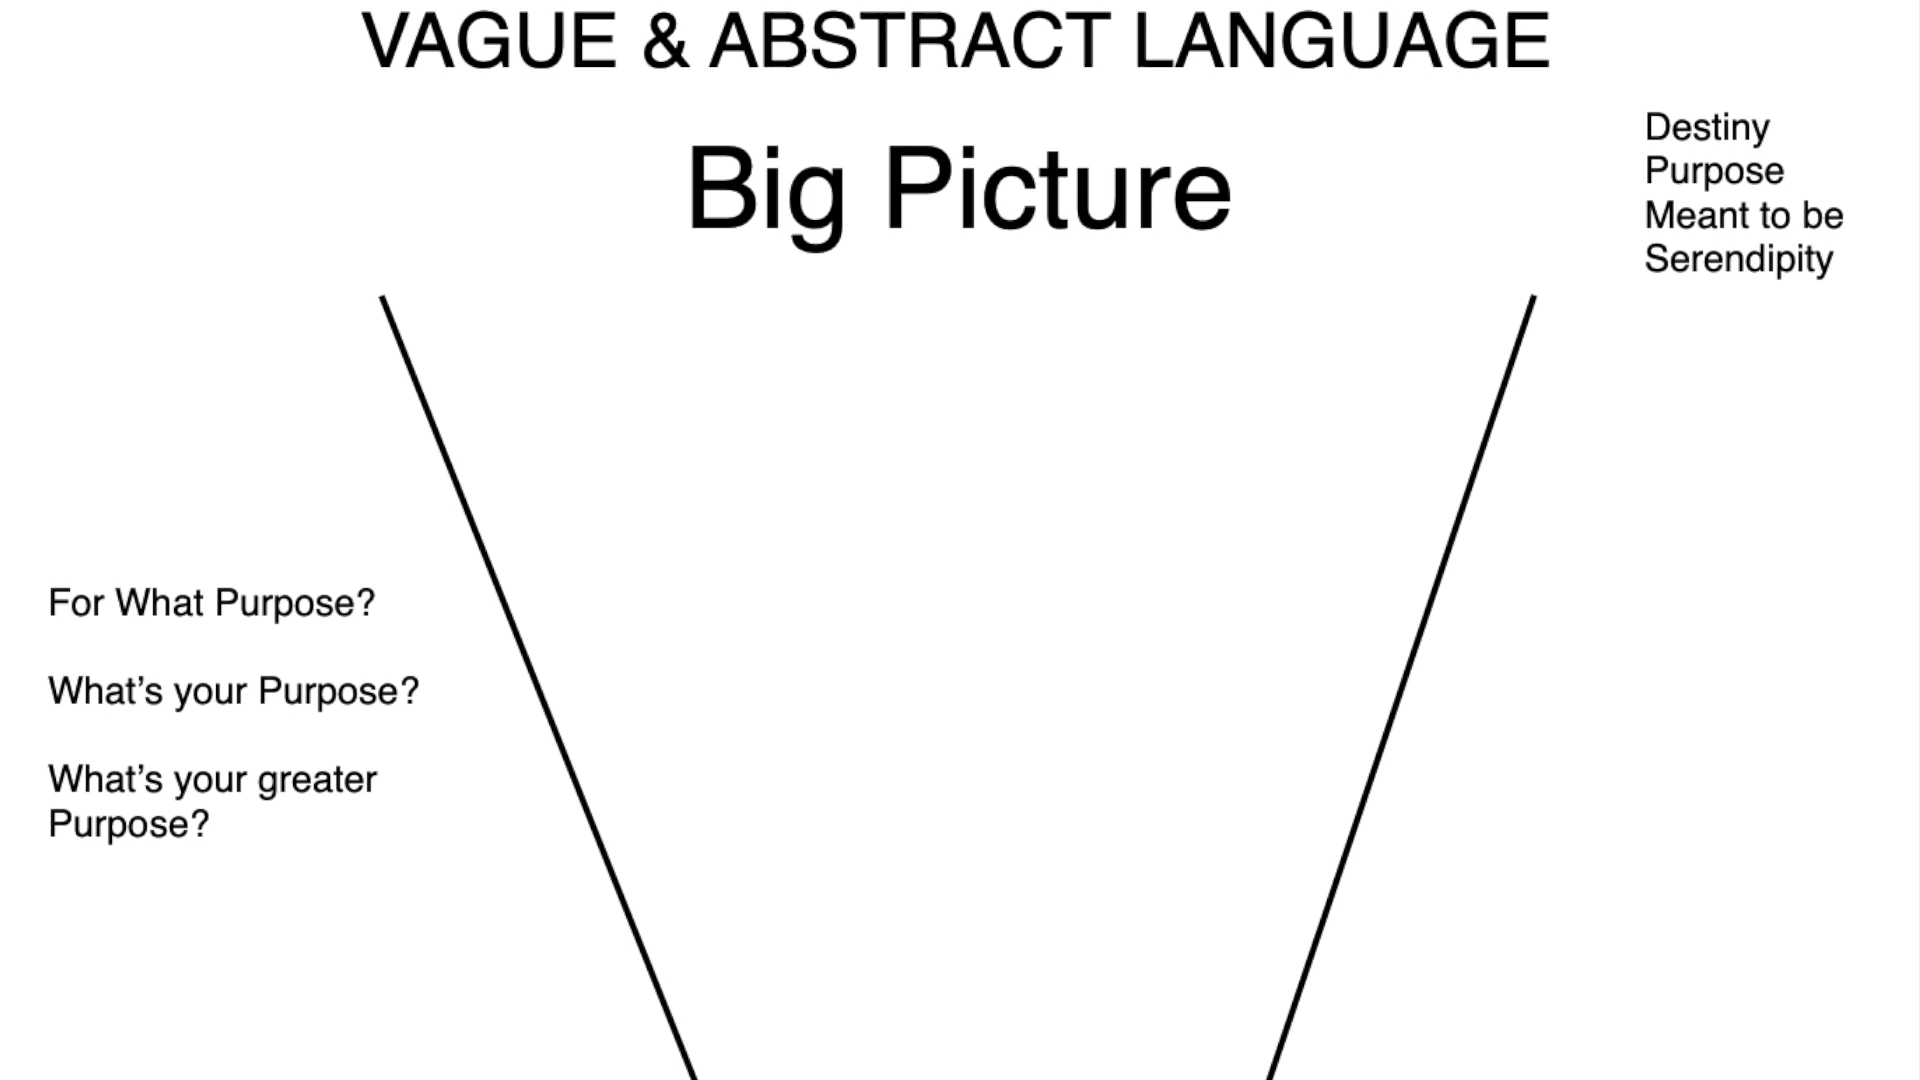 VAGUE & ABSTRACT LANGUAGE
Big Picture
Destiny
Purpose
Meant to be
Serendipity
For What Purpose?
What’s your Purpose?
What’s your greater
Purpose?